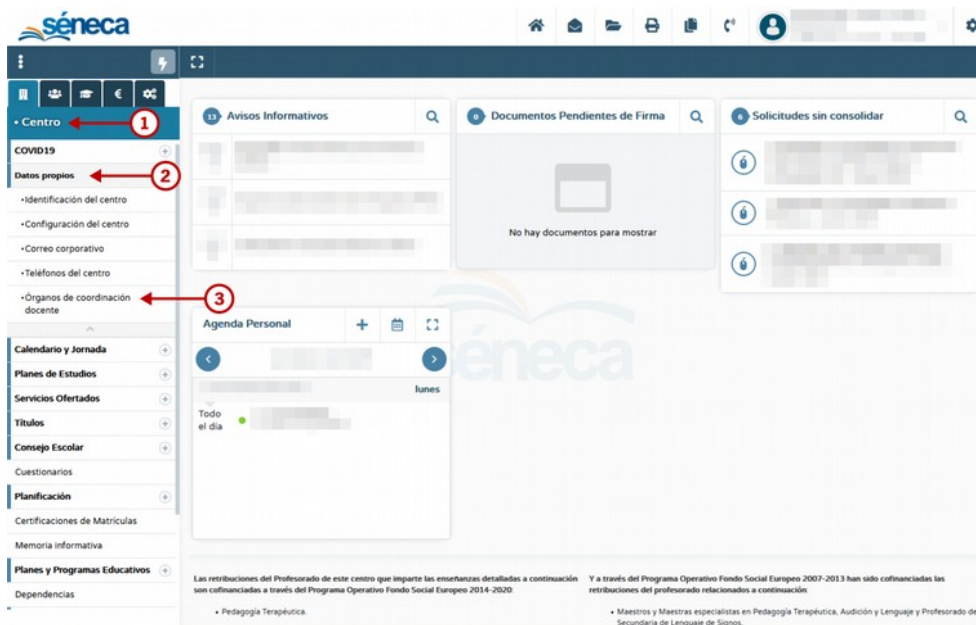 séneca
• Centro
1
COVID19
Datos propios
2
•Identificación del centro
•Configuración del centro
•Correo corporativo
•Teléfonos del centro
•Órganos de coordinación
docente
3
Calendario y Jornada
Planes de Estudios
Servicios Ofertados
Títulos
Consejo Escolar
Cuestionarios
Planificación
Certificaciones de Matrículas
Memoria informativa
Planes y Programas Educativos
Dependencias
13 Avisos Informativos
0 Documentos Pendientes de Firma
No hay documentos para mostrar
6 Solicitudes sin consolidar
séneca
Agenda Personal
lunes
Todo
el día
Las retribuciones del Profesorado de este centro que imparte las enseñanzas detalladas a continuación
son cofinanciadas a través del Programa Operativo Fondo Social Europeo 2014-2020:
• Pedagogía Terapéutica.
Y a través del Programa Operativo Fondo Social Europeo 2007-2013 han sido cofinanciadas las
retribuciones del profesorado relacionados a continuación:
• Maestros y Maestras especialistas en Pedagogía Terapéutica, Audición y Lenguaje y Profesorado de
Secundaria de Lenguaje de Signos.